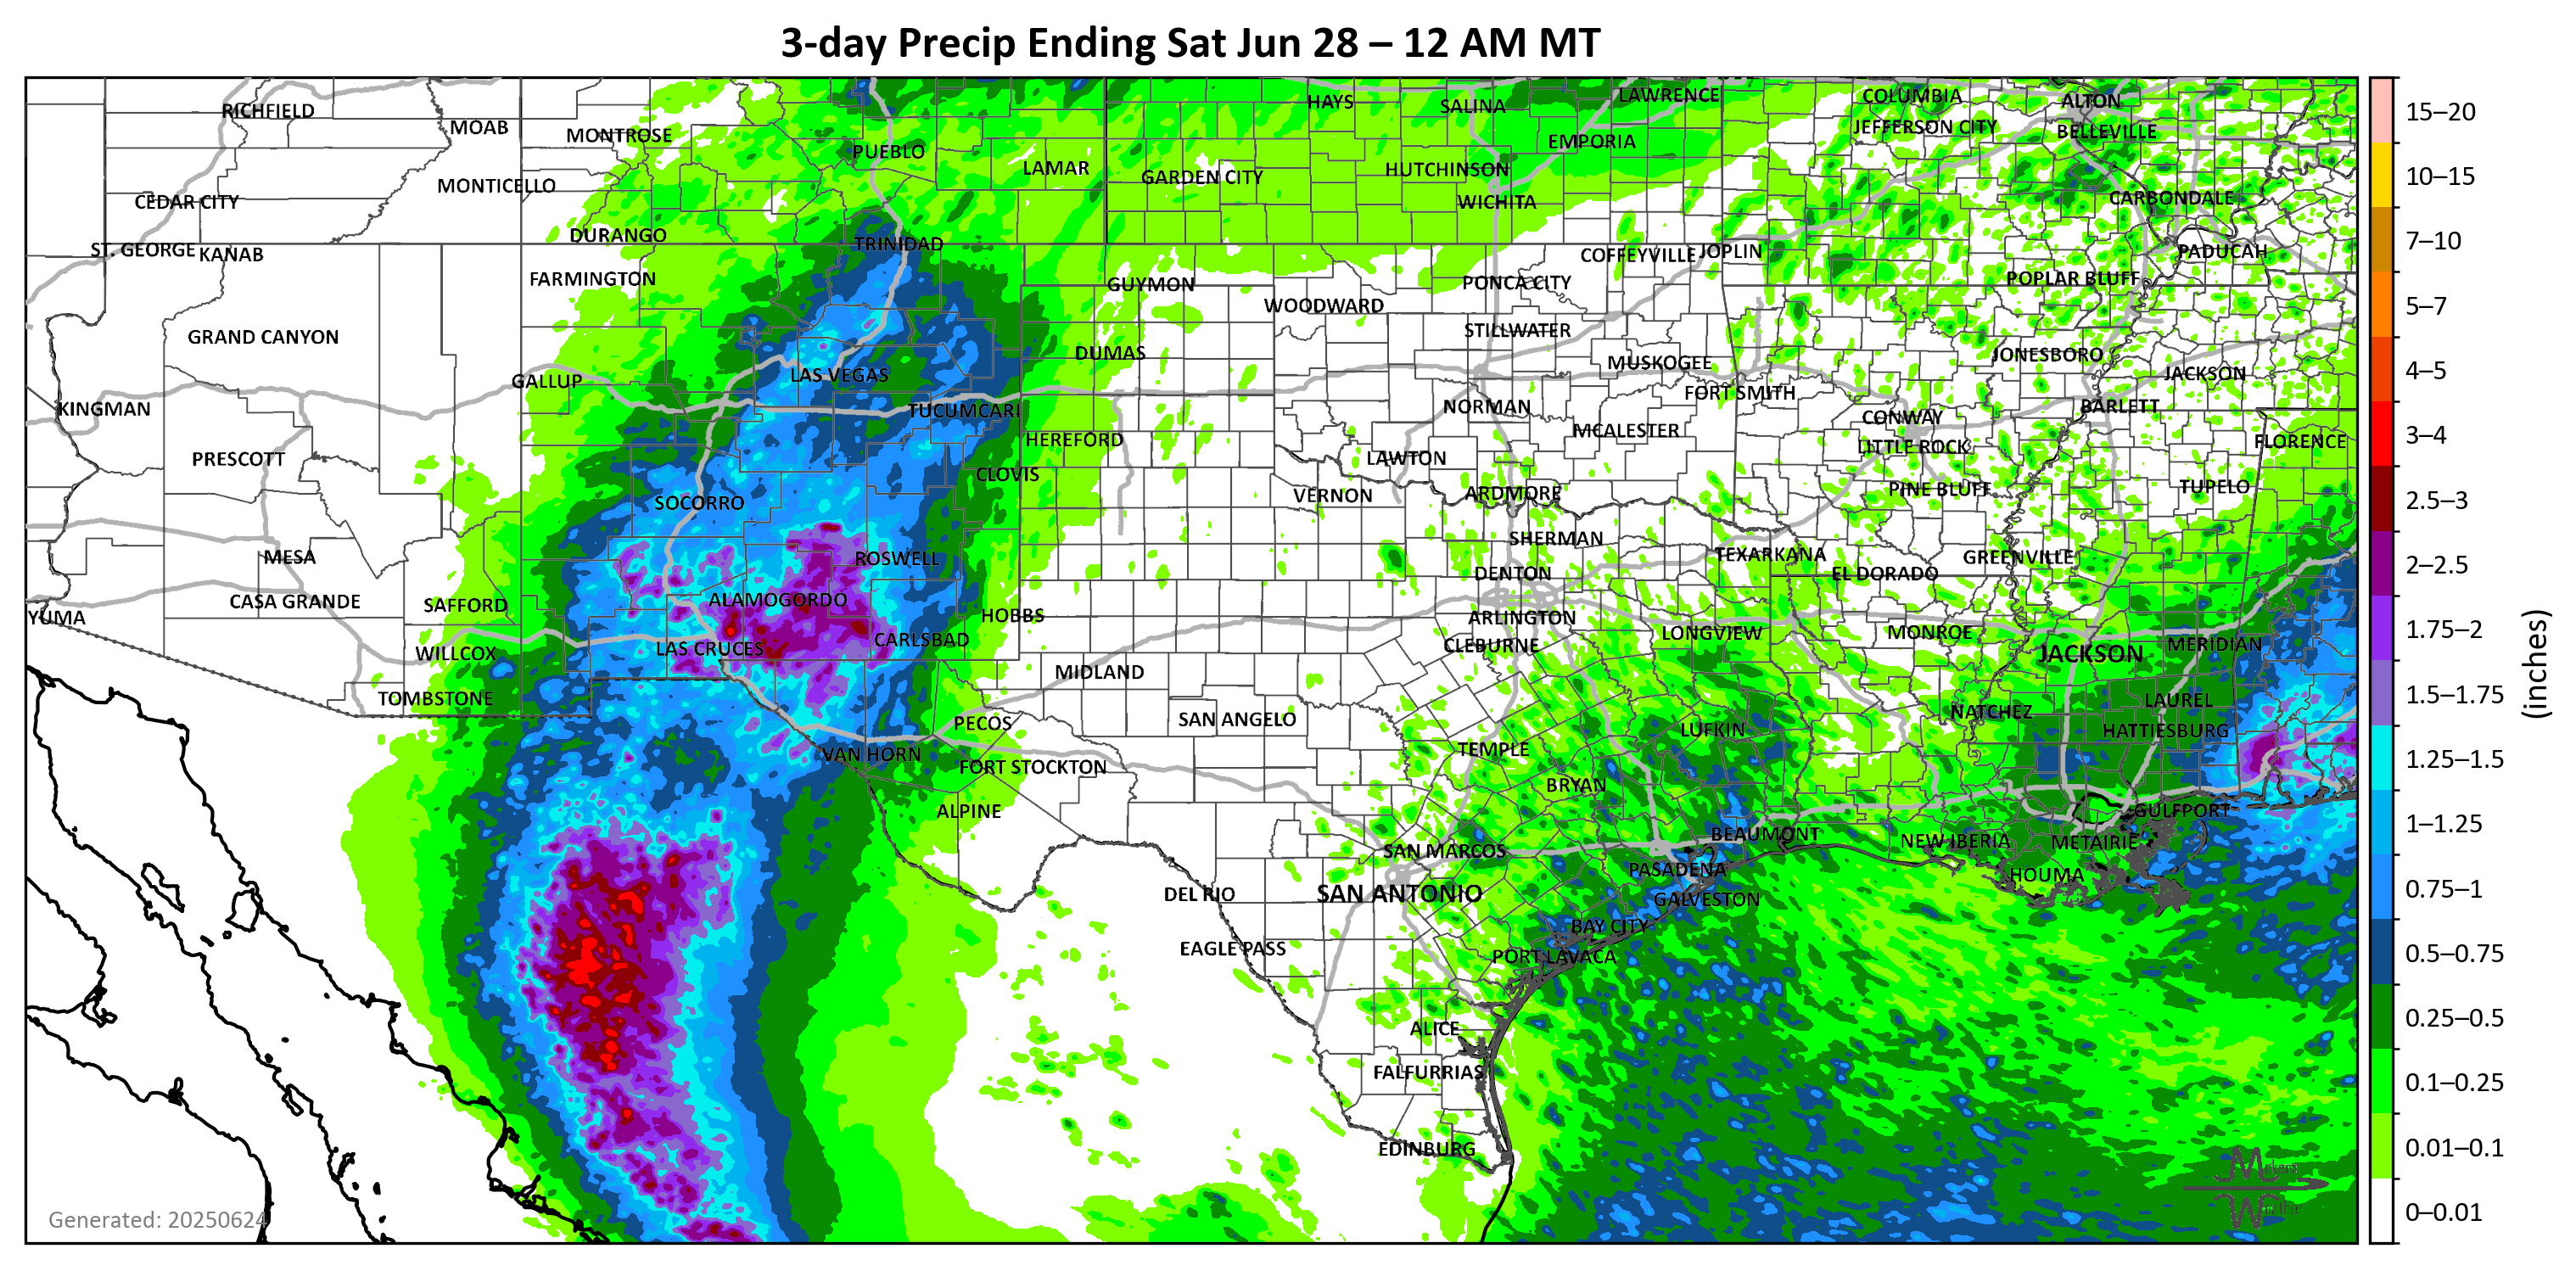 3-day Precip Ending Sat Jun 28 – 12 AM MT
RICHFIELD
MOAB
MONTROSE
PUEBLO
LAMAR
HAYS
SALINA
LAWRENCE
COLUMBIA
ALTON
JEFFERSON CITY
BELLEVILLE
EMPORIA
HUTCHINSON
GARDEN CITY
MONTICELLO
CEDAR CITY
WICHITA
CARBONDALE
DURANGO
TRINIDAD
ST. GEORGE
KANAB
COFFEYVILLE
JOPLIN
PADUCAH
FARMINGTON
GUYMON
PONCA CITY
POPLAR BLUFF
WOODWARD
GRAND CANYON
STILLWATER
DUMAS
JONESBORO
MUSKOGEE
GALLUP
LAS VEGAS
JACKSON
FORT SMITH
KINGMAN
TUCUMCARI
NORMAN
BARLETT
CONWAY
HEREFORD
MCALESTER
LITTLE ROCK
FLORENCE
PRESCOTT
LAWTON
CLOVIS
SOCORRO
VERNON
ARDMORE
PINE BLUFF
TUPELO
MESA
ROSWELL
SHERMAN
TEXARKANA
GREENVILLE
DENTON
EL DORADO
CASA GRANDE
SAFFORD
ALAMOGORDO
YUMA
HOBBS
ARLINGTON
LAS CRUCES
CARLSBAD
CLEBURNE
LONGVIEW
MONROE
JACKSON
MERIDIAN
WILLCOX
MIDLAND
TOMBSTONE
LAUREL
NATCHEZ
PECOS
SAN ANGELO
LUFKIN
HATTIESBURG
VAN HORN
FORT STOCKTON
TEMPLE
BRYAN
ALPINE
GULFPORT
BEAUMONT
SAN MARCOS
NEW IBERIA
METAIRIE
PASADENA
HOUMA
DEL RIO
SAN ANTONIO
GALVESTON
BAY CITY
EAGLE PASS
PORT LAVACA
ALICE
FALFURRIAS
EDINBURG
Generated: 20250624
15–20
10–15
7–10
5–7
4–5
3–4
2.5–3
2–2.5
1.75–2
1.5–1.75
1.25–1.5
1–1.25
0.75–1
0.5–0.75
0.25–0.5
0.1–0.25
0.01–0.1
0–0.01
(inches)